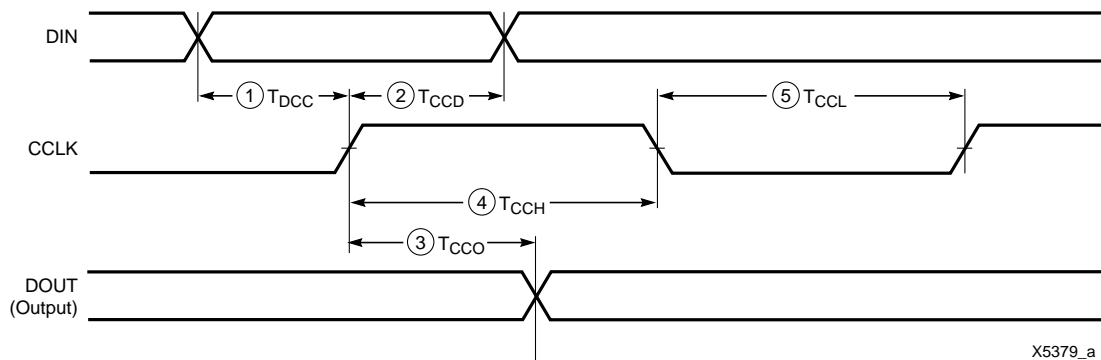 DIN
① TDCC
② TCCD
⑤ TCCL
CCLK
④ TCCH
③ TCCO
DOUT
(Output)
X5379_a